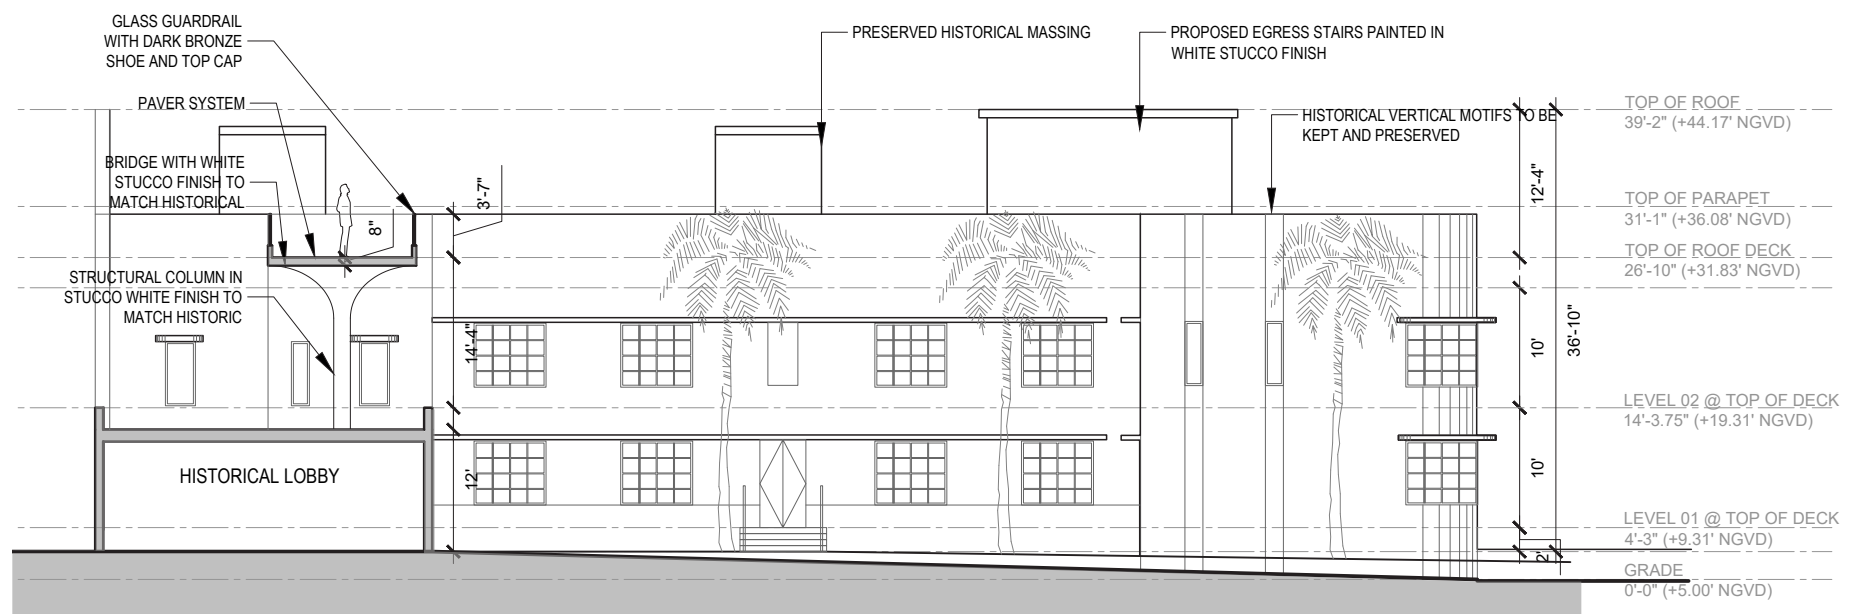 GLASS GUARDRAIL
WITH DARK BRONZE
SHOE AND TOP CAP
PAVER SYSTEM
BRIDGE WITH WHITE
STUCCO FINISH TO
MATCH HISTORICAL
STRUCTURAL COLUMN IN
STUCCO WHITE FINISH TO
MATCH HISTORIC
HISTORICAL LOBBY
8"
3'-7"
14'-4"
12'
PRESERVED HISTORICAL MASSING
PROPOSED EGRESS STAIRS PAINTED IN
WHITE STUCCO FINISH
HISTORICAL VERTICAL MOTIFS TO BE
KEPT AND PRESERVED
12'-4"
10'
10'
2'
36'-10"
TOP OF ROOF
39'-2" (+44.17' NGVD)
TOP OF PARAPET
31'-1" (+36.08' NGVD)
TOP OF ROOF DECK
26'-10" (+31.83' NGVD)
LEVEL 02 @ TOP OF DECK
14'-3.75" (+19.31' NGVD)
LEVEL 01 @ TOP OF DECK
4'-3" (+9.31' NGVD)
GRADE
0'-0" (+5.00' NGVD)